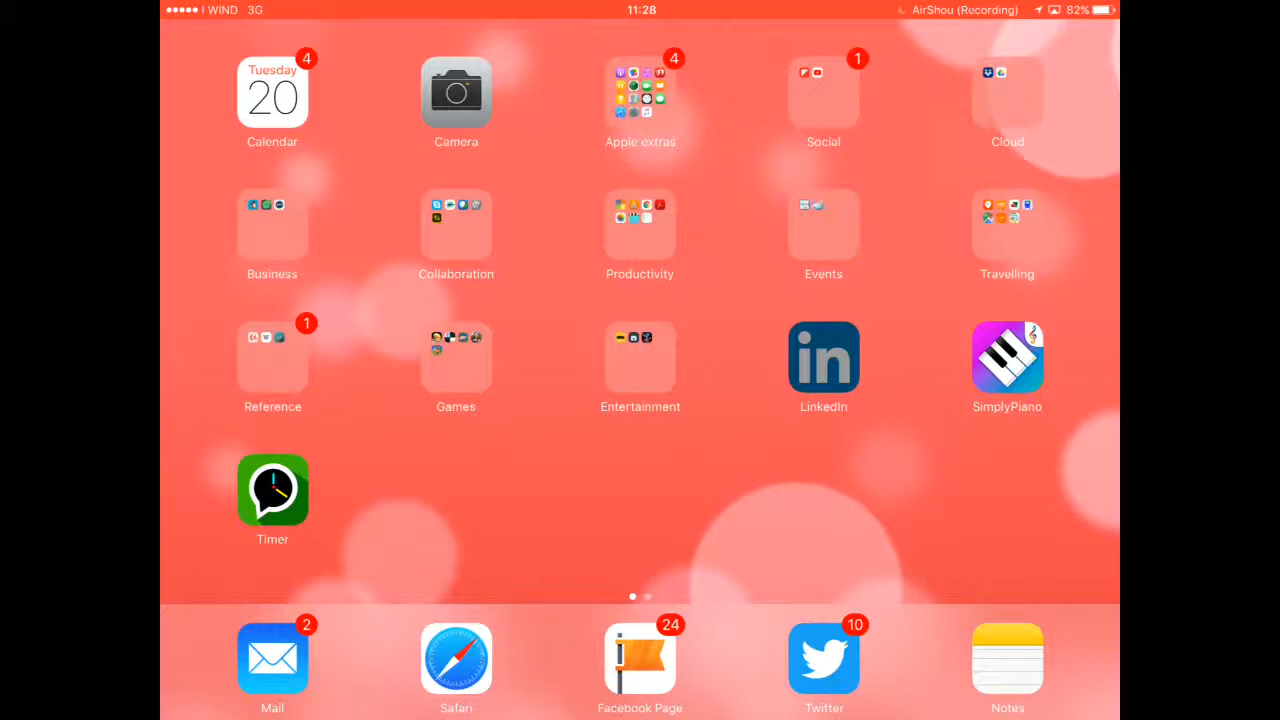 I WIND 3G 11:28 AirShou (Recording) 82%
4 4 1
Tuesday
20
Calendar Camera Apple extras Social Cloud
Business Collaboration Productivity Events Travelling
1
in
Reference Games Entertainment LinkedIn SimplyPiano
Timer
2 24 10
Mail Safari Facebook Page Twitter Notes